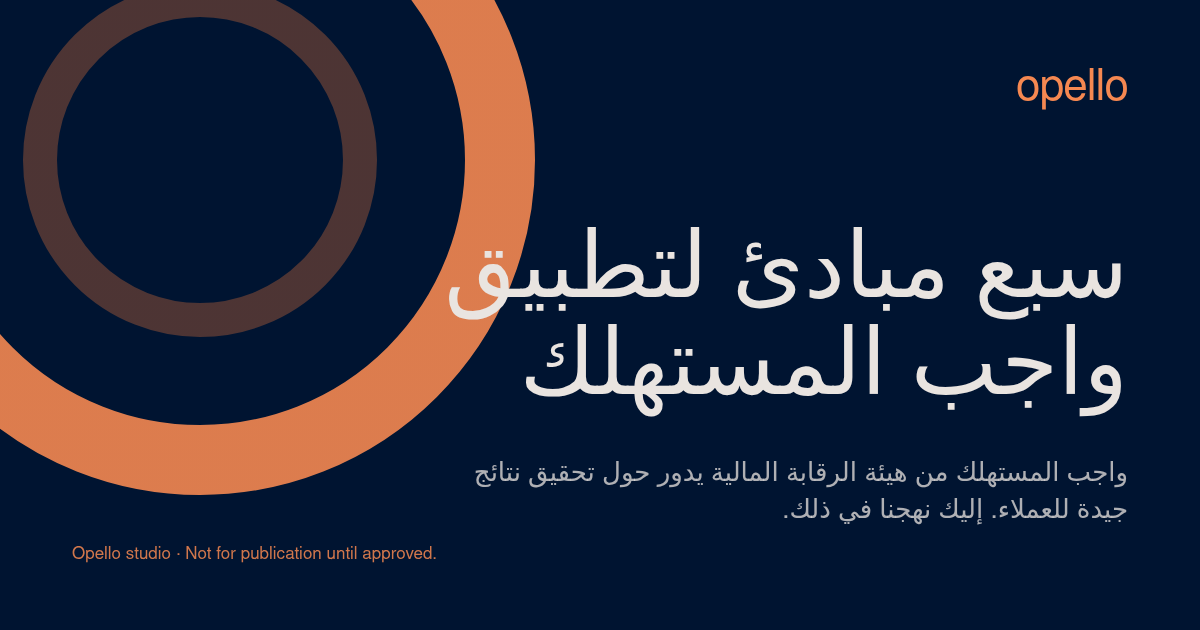 opello
سبع مبادئ لتطبيق
واجب المستهلك
واجب المستهلك من هيئة الرقابة المالية يدور حول تحقيق نتائج
جيدة للعملاء. إليك نهجنا في ذلك.
Opello studio · Not for publication until approved.